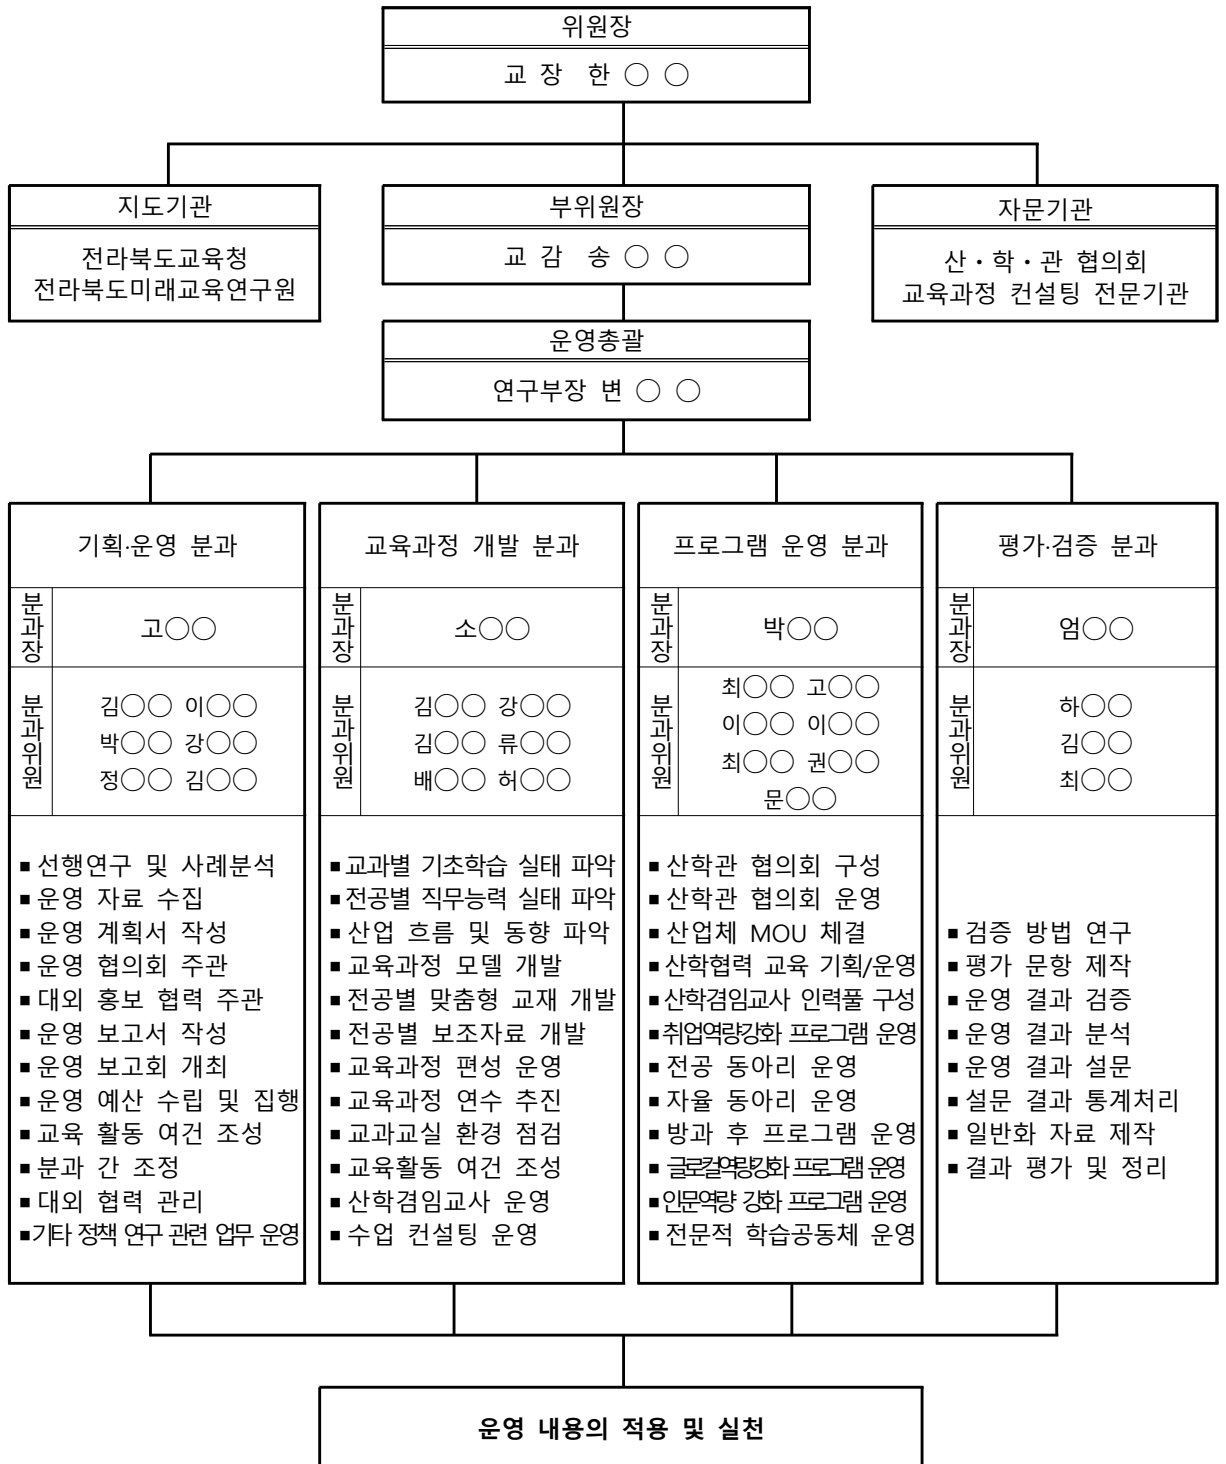 위원장
교 장 한 ○ ○
지도기관
전라북도교육청
전라북도미래교육연구원
부위원장
교 감 송 ○ ○
자문기관
산・학・관 협의회
교육과정 컨설팅 전문기관
운영총괄
연구부장 변 ○ ○
기획·운영 분과
분과장
고○○
분과위원
김○○ 이○○
박○○ 강○○
정○○ 김○○
■ 선행연구 및 사례분석
■ 운영 자료 수집
■ 운영 계획서 작성
■ 운영 협의회 주관
■ 대외 홍보 협력 주관
■ 운영 보고서 작성
■ 운영 보고회 개최
■ 운영 예산 수립 및 집행
■ 교육 활동 여건 조성
■ 분과 간 조정
■ 대외 협력 관리
■ 기타 정책 연구 관련 업무 운영
교육과정 개발 분과
분과장
소○○
분과위원
김○○ 강○○
김○○ 류○○
배○○ 허○○
■ 교과별 기초학습 실태 파악
■ 전공별 직무능력 실태 파악
■ 산업 흐름 및 동향 파악
■ 교육과정 모델 개발
■ 전공별 맞춤형 교재 개발
■ 전공별 보조자료 개발
■ 교육과정 편성 운영
■ 교육과정 연수 추진
■ 교과교실 환경 점검
■ 교육활동 여건 조성
■ 산학겸임교사 운영
■ 수업 컨설팅 운영
프로그램 운영 분과
분과장
박○○
분과위원
최○○ 고○○
이○○ 이○○
최○○ 권○○
문○○
■ 산학관 협의회 구성
■ 산학관 협의회 운영
■ 산업체 MOU 체결
■ 산학협력 교육 기획/운영
■ 산학겸임교사 인력풀 구성
■ 취업역량강화 프로그램 운영
■ 전공 동아리 운영
■ 자율 동아리 운영
■ 방과 후 프로그램 운영
■ 글로컬역량강화 프로그램 운영
■ 인문역량 강화 프로그램 운영
■ 전문적 학습공동체 운영
평가·검증 분과
분과장
엄○○
분과위원
하○○
김○○
최○○
■ 검증 방법 연구
■ 평가 문항 제작
■ 운영 결과 검증
■ 운영 결과 분석
■ 운영 결과 설문
■ 설문 결과 통계처리
■ 일반화 자료 제작
■ 결과 평가 및 정리
운영 내용의 적용 및 실천